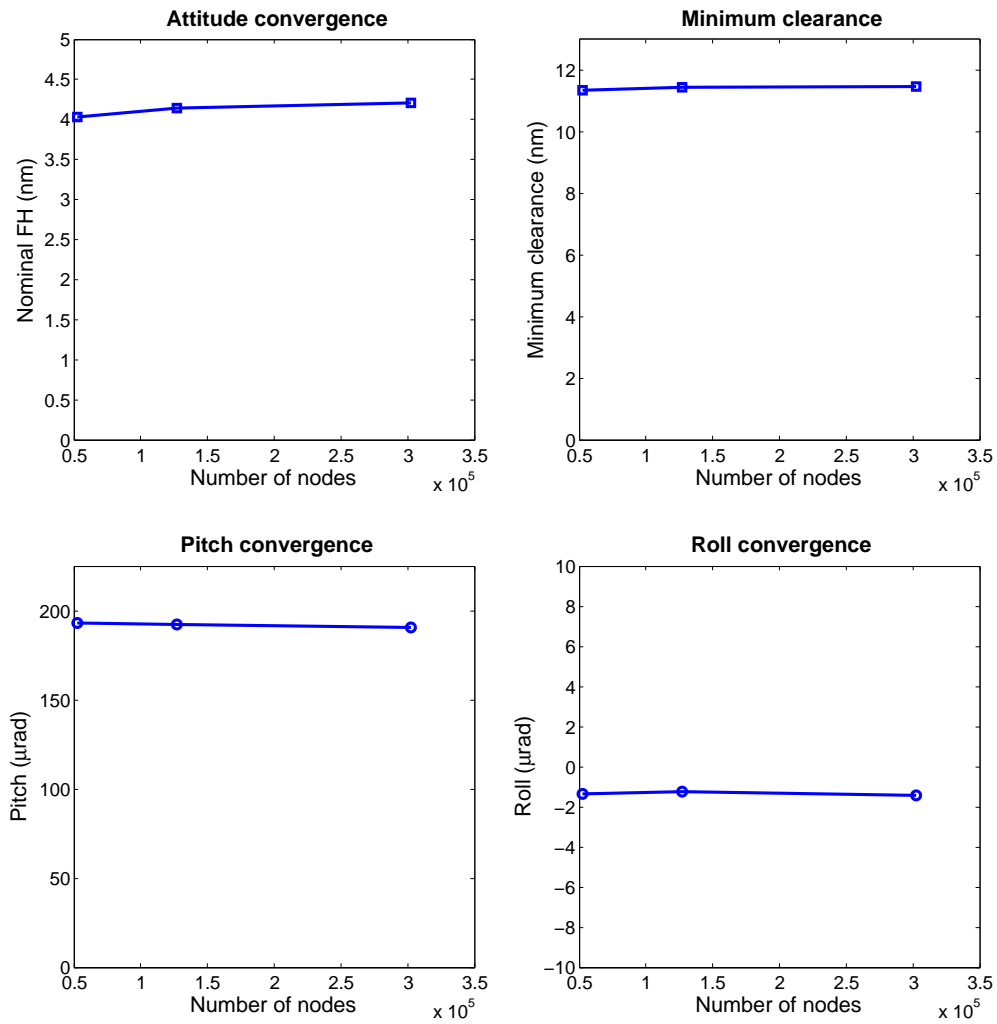 Attitude convergence
Nominal FH (nm)
5
4.5
4
3.5
3
2.5
2
1.5
1
0.5
0
0.5 1 1.5 2 2.5 3 3.5
Number of nodes
x 10^5
Minimum clearance
Minimum clearance (nm)
12
10
8
6
4
2
0
0.5 1 1.5 2 2.5 3 3.5
Number of nodes
x 10^5
Pitch convergence
Pitch (μrad)
200
150
100
50
0
0.5 1 1.5 2 2.5 3 3.5
Number of nodes
x 10^5
Roll convergence
Roll (μrad)
10
8
6
4
2
0
−2
−4
−6
−8
−10
0.5 1 1.5 2 2.5 3 3.5
Number of nodes
x 10^5